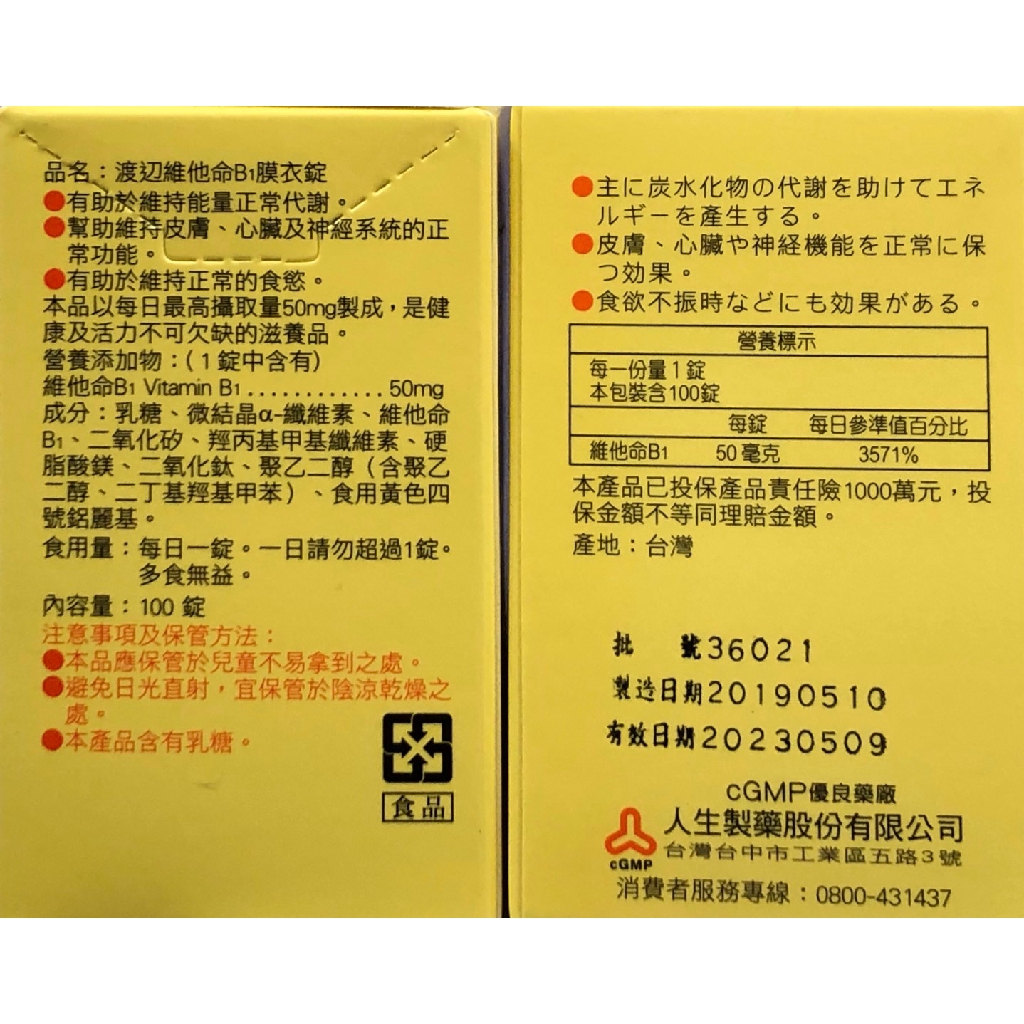 品名：渡辺維他命B1膜衣錠
●有助於維持能量正常代謝。
●幫助維持皮膚、心臟及神經系統的正
常功能。
●有助於維持正常的食慾。
本品以每日最高攝取量50mg製成，是健
康及活力不可欠缺的滋養品。
營養添加物：(1錠中含有)
維他命B1 Vitamin B1............50mg
成分：乳糖、微結晶α-纖維素、維他命
B1、二氧化矽、羥丙基甲基纖維素、硬
脂酸鎂、二氧化鈦、聚乙二醇（含聚乙
二醇、二丁基羥基甲苯）、食用黃色四
號鋁麗基。
食用量：每日一錠。一日請勿超過1錠。
多食無益。
內容量：100 錠
注意事項及保管方法：
●本品應保管於兒童不易拿到之處。
●避免日光直射，宜保管於陰涼乾燥之
處。
●本產品含有乳糖。
食品
●主に炭水化物の代謝を助けてエネ
ルギーを產生する。
●皮膚、心臟や神経機能を正常に保
つ効果。
●食欲不振時などにも効果がある。
營養標示
每一份量1錠
本包裝含100錠
每錠 每日參準值百分比
維他命B1 50毫克 3571%
本產品已投保產品責任險1000萬元，投
保金額不等同理賠金額。
產地：台灣
批 號36021
製造日期20190510
有效日期20230509
cGMP優良藥廠
人生製藥股份有限公司
台灣台中市工業區五路3號
cGMP
消費者服務專線：0800-431437